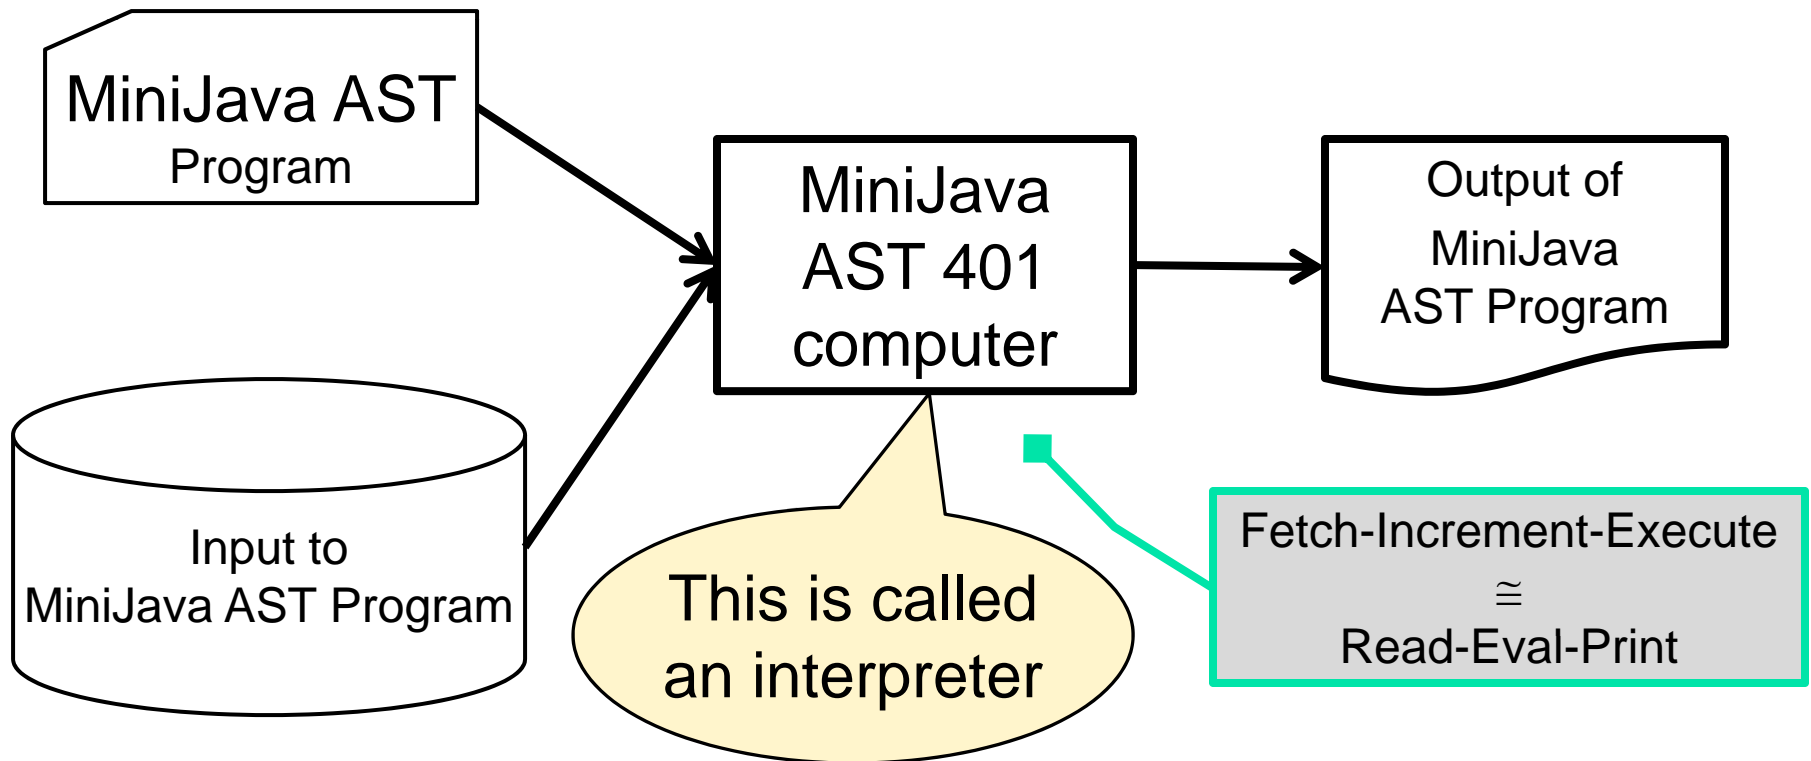 MiniJava AST
Program
MiniJava
AST 401
computer
Output of
MiniJava
AST Program
Input to
MiniJava AST Program
This is called
an interpreter
Fetch-Increment-Execute
≅
Read-Eval-Print